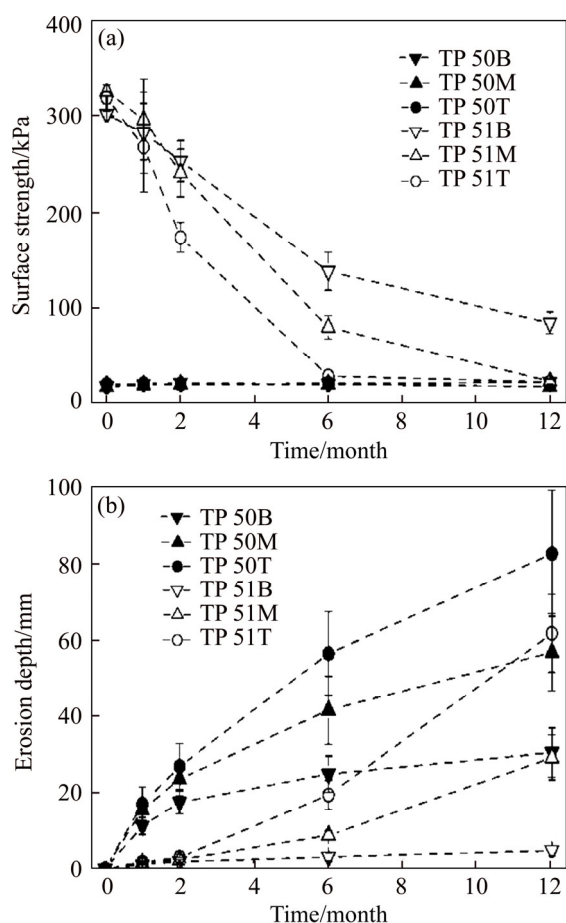 (a)
400
300
200
100
0
Surface strength/kPa
TP 50B
TP 50M
TP 50T
TP 51B
TP 51M
TP 51T
0 2 4 6 8 10 12
Time/month
(b)
100
80
60
40
20
0
Erosion depth/mm
TP 50B
TP 50M
TP 50T
TP 51B
TP 51M
TP 51T
0 2 4 6 8 10 12
Time/month